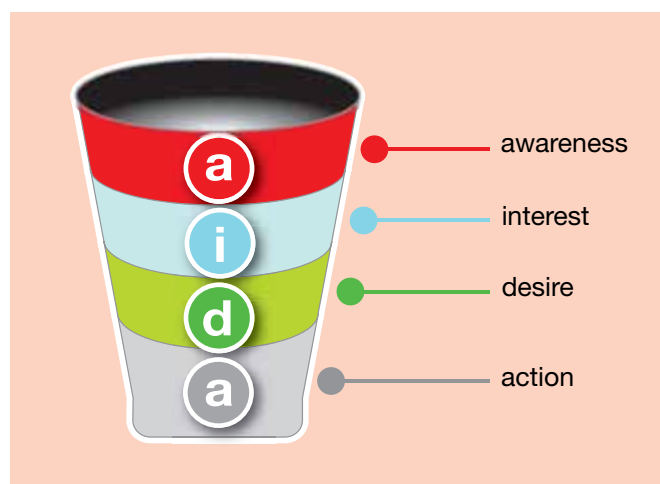 a
awareness
i
interest
d
desire
a
action